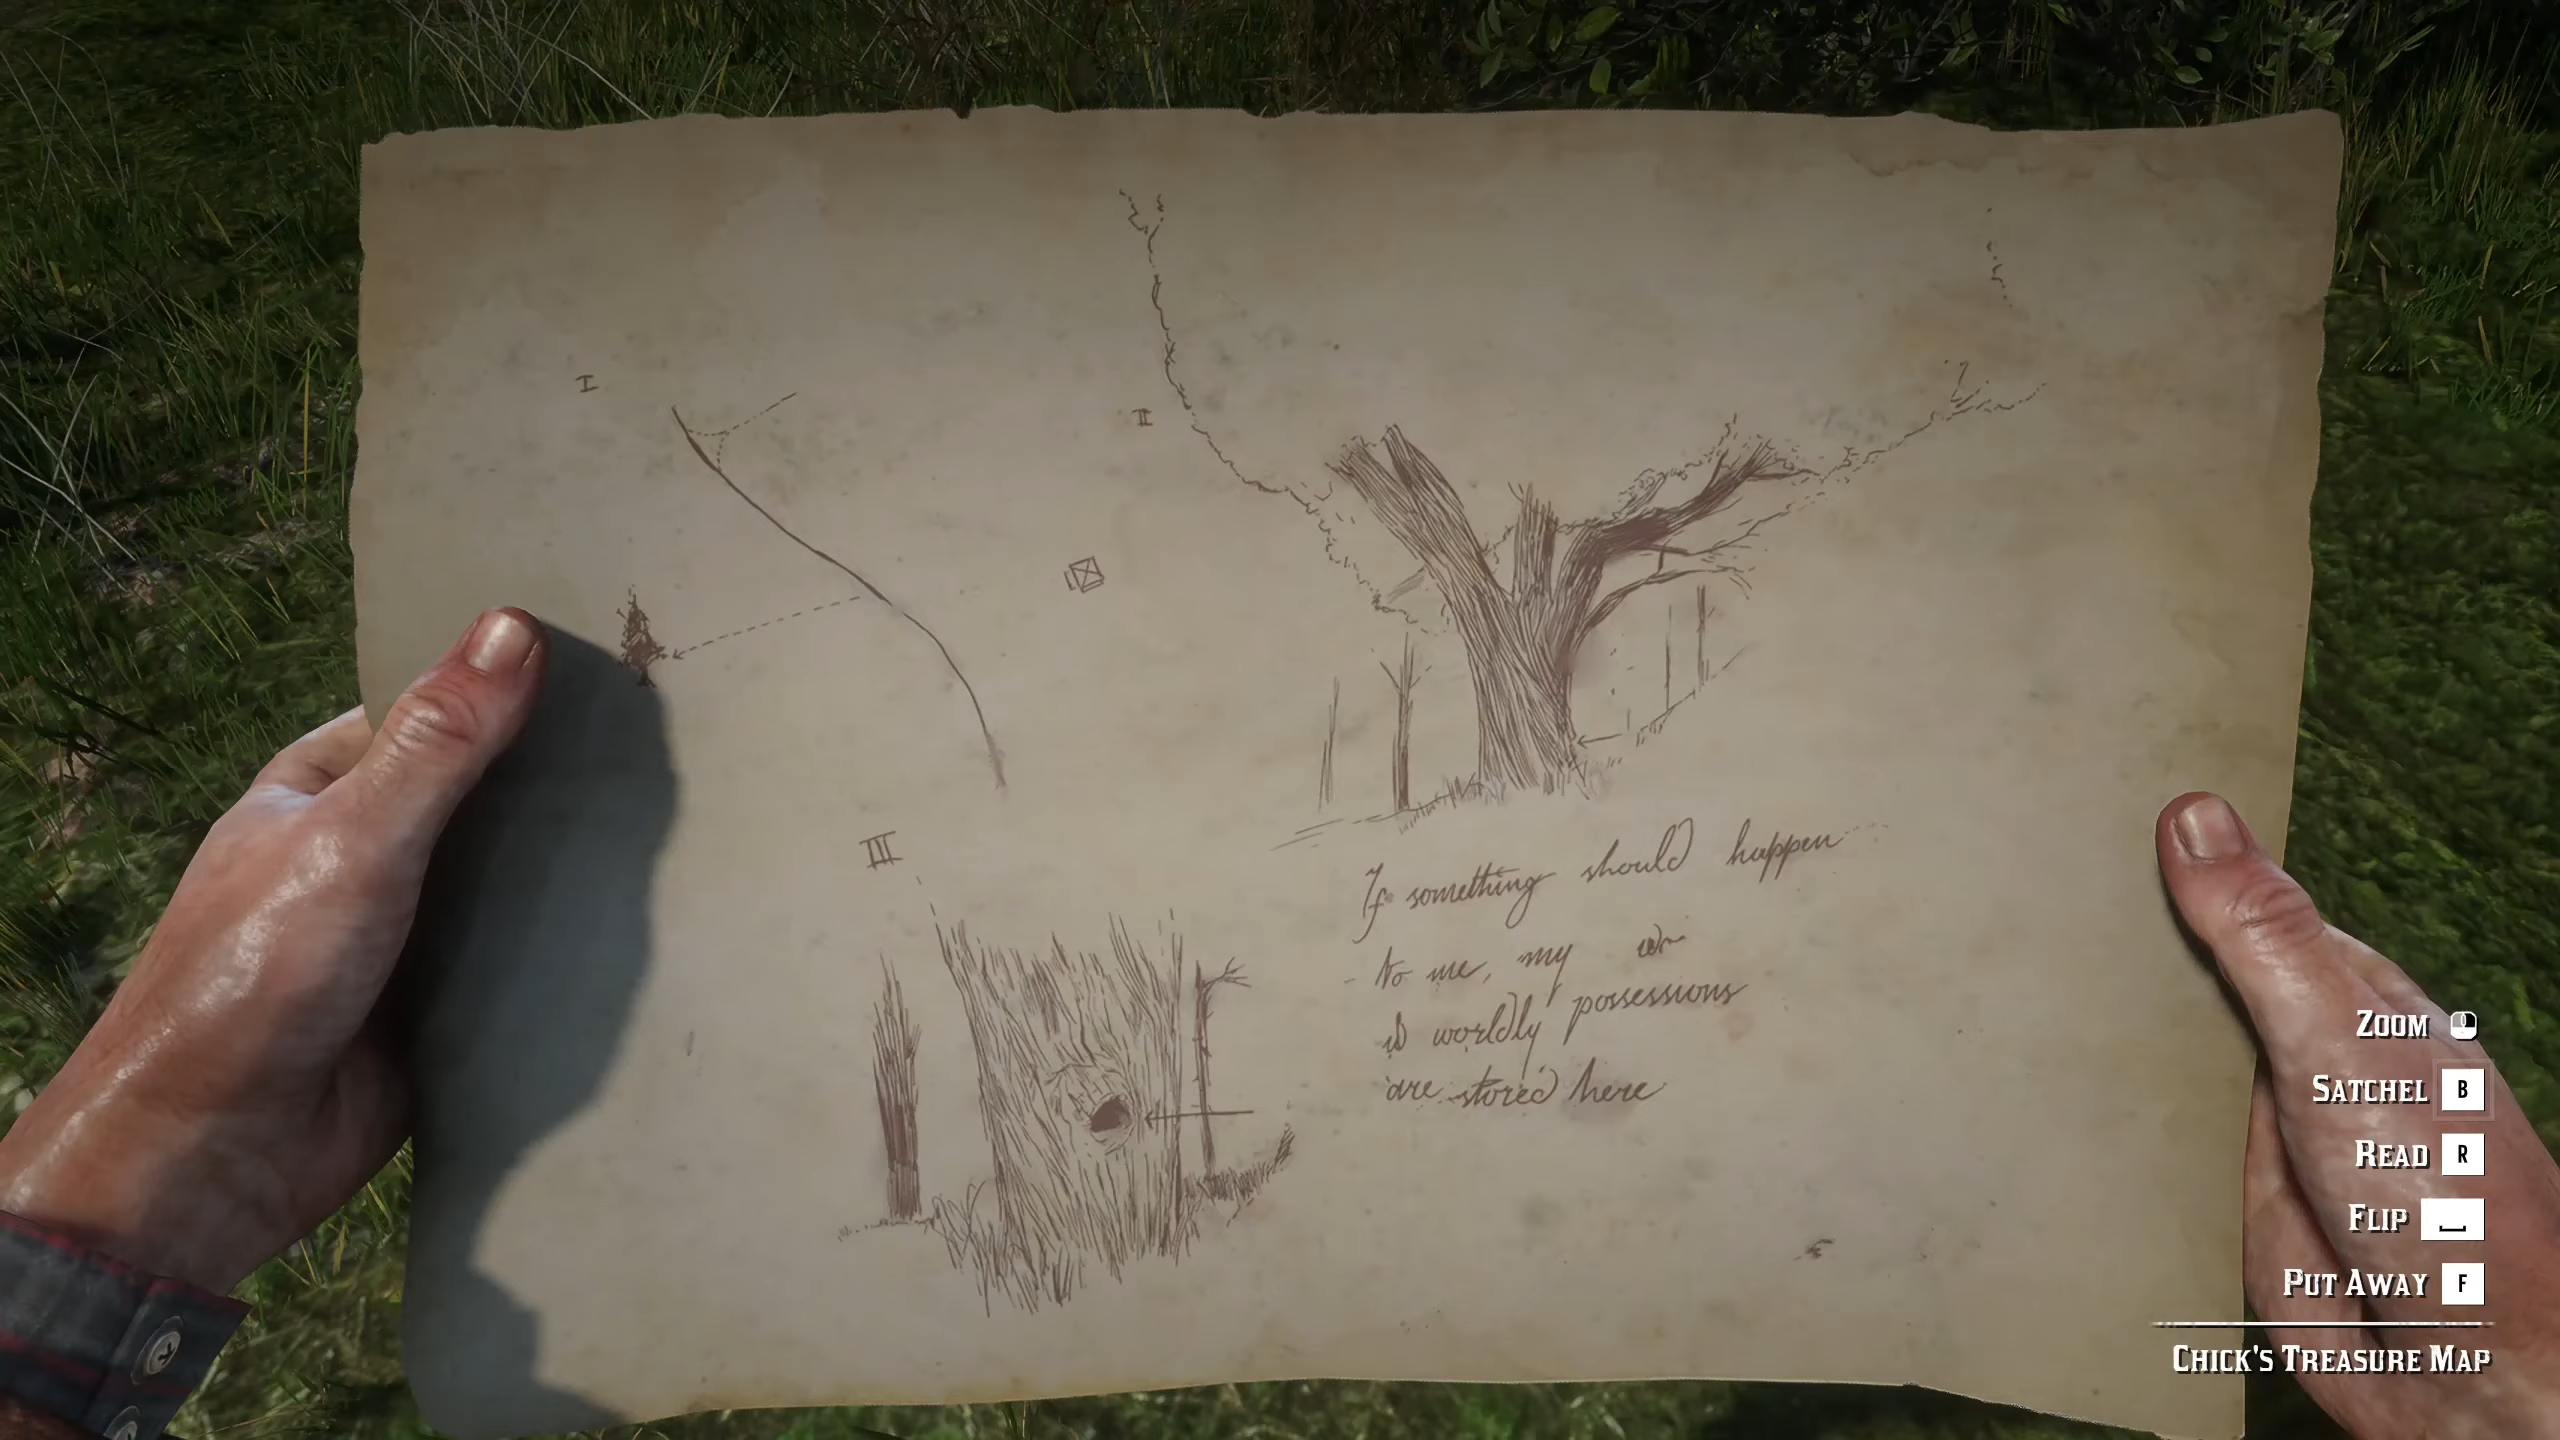 I
II
III
If something should happen
to me, my
worldly possessions
are stored here
ZOOM
SATCHEL B
READ R
FLIP
PUT AWAY F
CHICK'S TREASURE MAP